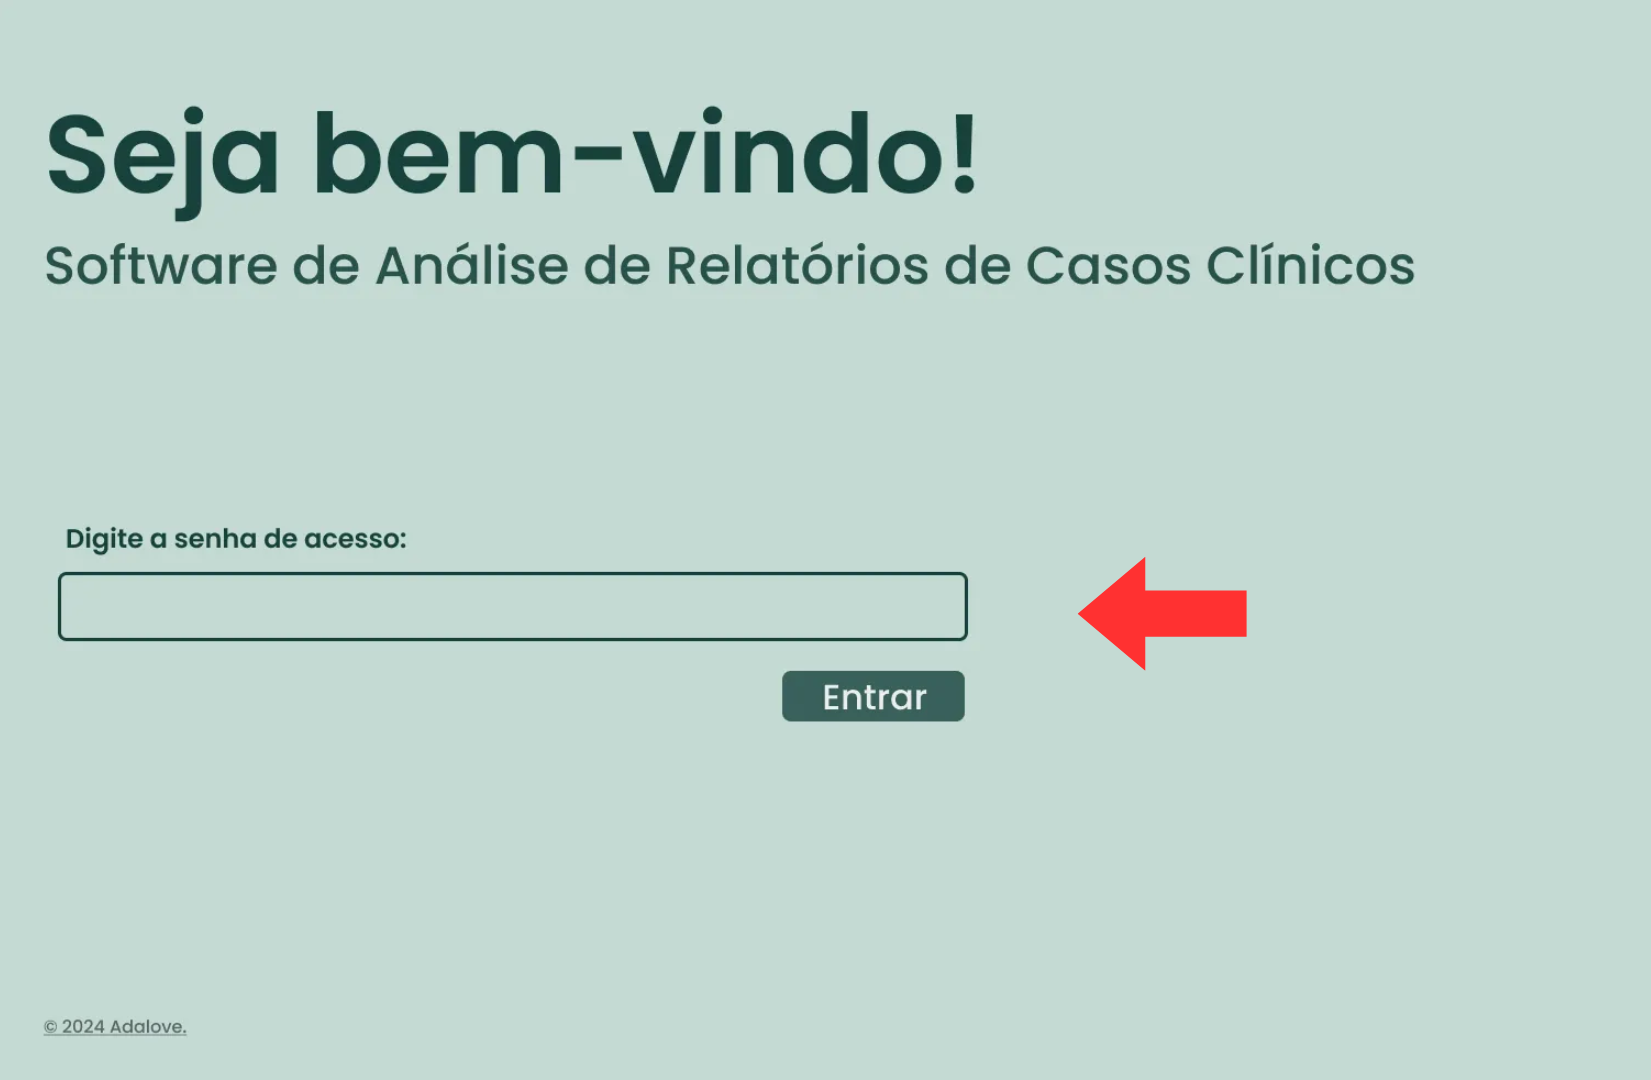 Seja bem-vindo!
Software de Análise de Relatórios de Casos Clínicos
Digite a senha de acesso:
Entrar
© 2024 Adalove.